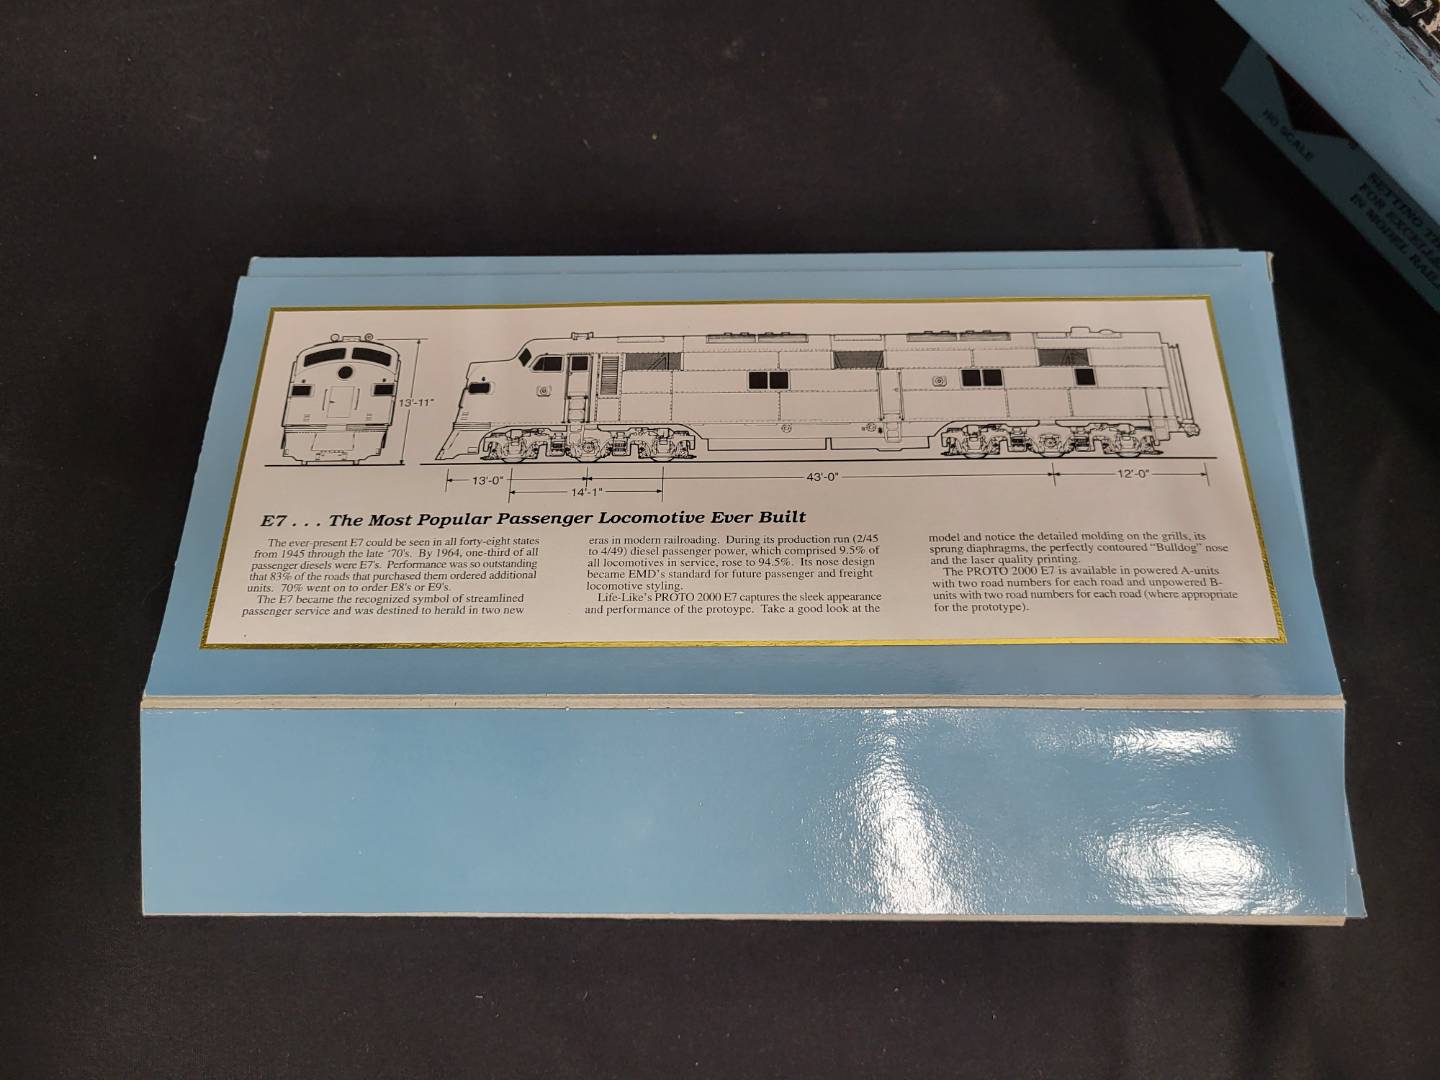 13'-11"
13'-0"
14'-1"
43'-0"
12'-0"
E7 . . . The Most Popular Passenger Locomotive Ever Built
The ever-present E7 could be seen in all forty-eight states
from 1945 through the late '70's. By 1964, one-third of all
passenger diesels were E7's. Performance was so outstanding
that 83% of the roads that purchased them ordered additional
units. 70% went on to order E8's or E9's.
The E7 became the recognized symbol of streamlined
passenger service and was destined to herald in two new
eras in modern railroading. During its production run (2/45
to 4/49) diesel passenger power, which comprised 9.5% of
all locomotives in service, rose to 94.5%. Its nose design
became EMD's standard for future passenger and freight
locomotive styling.
Life-Like's PROTO 2000 E7 captures the sleek appearance
and performance of the protoype. Take a good look at the
model and notice the detailed molding on the grills, its
sprung diaphragms, the perfectly contoured "Bulldog" nose
and the laser quality printing.
The PROTO 2000 E7 is available in powered A-units
with two road numbers for each road and unpowered B-
units with two road numbers for each road (where appropriate
for the prototype).
HO SCALE
SETTING
FOR
IN MODEL